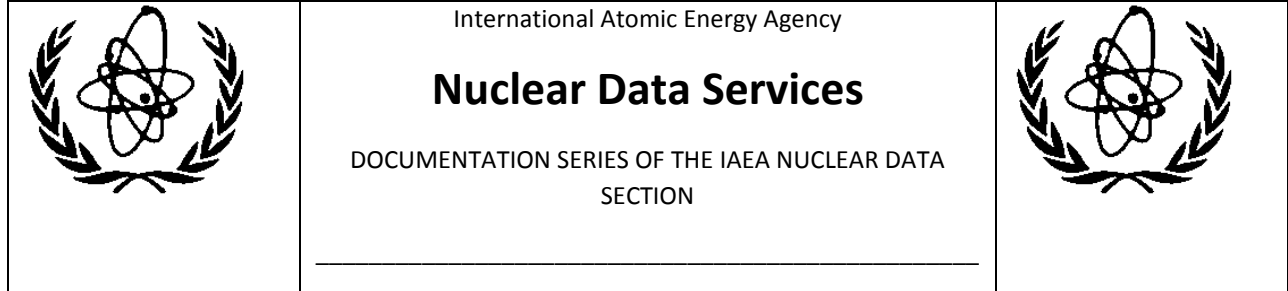 International Atomic Energy Agency
Nuclear Data Services
DOCUMENTATION SERIES OF THE IAEA NUCLEAR DATA
SECTION